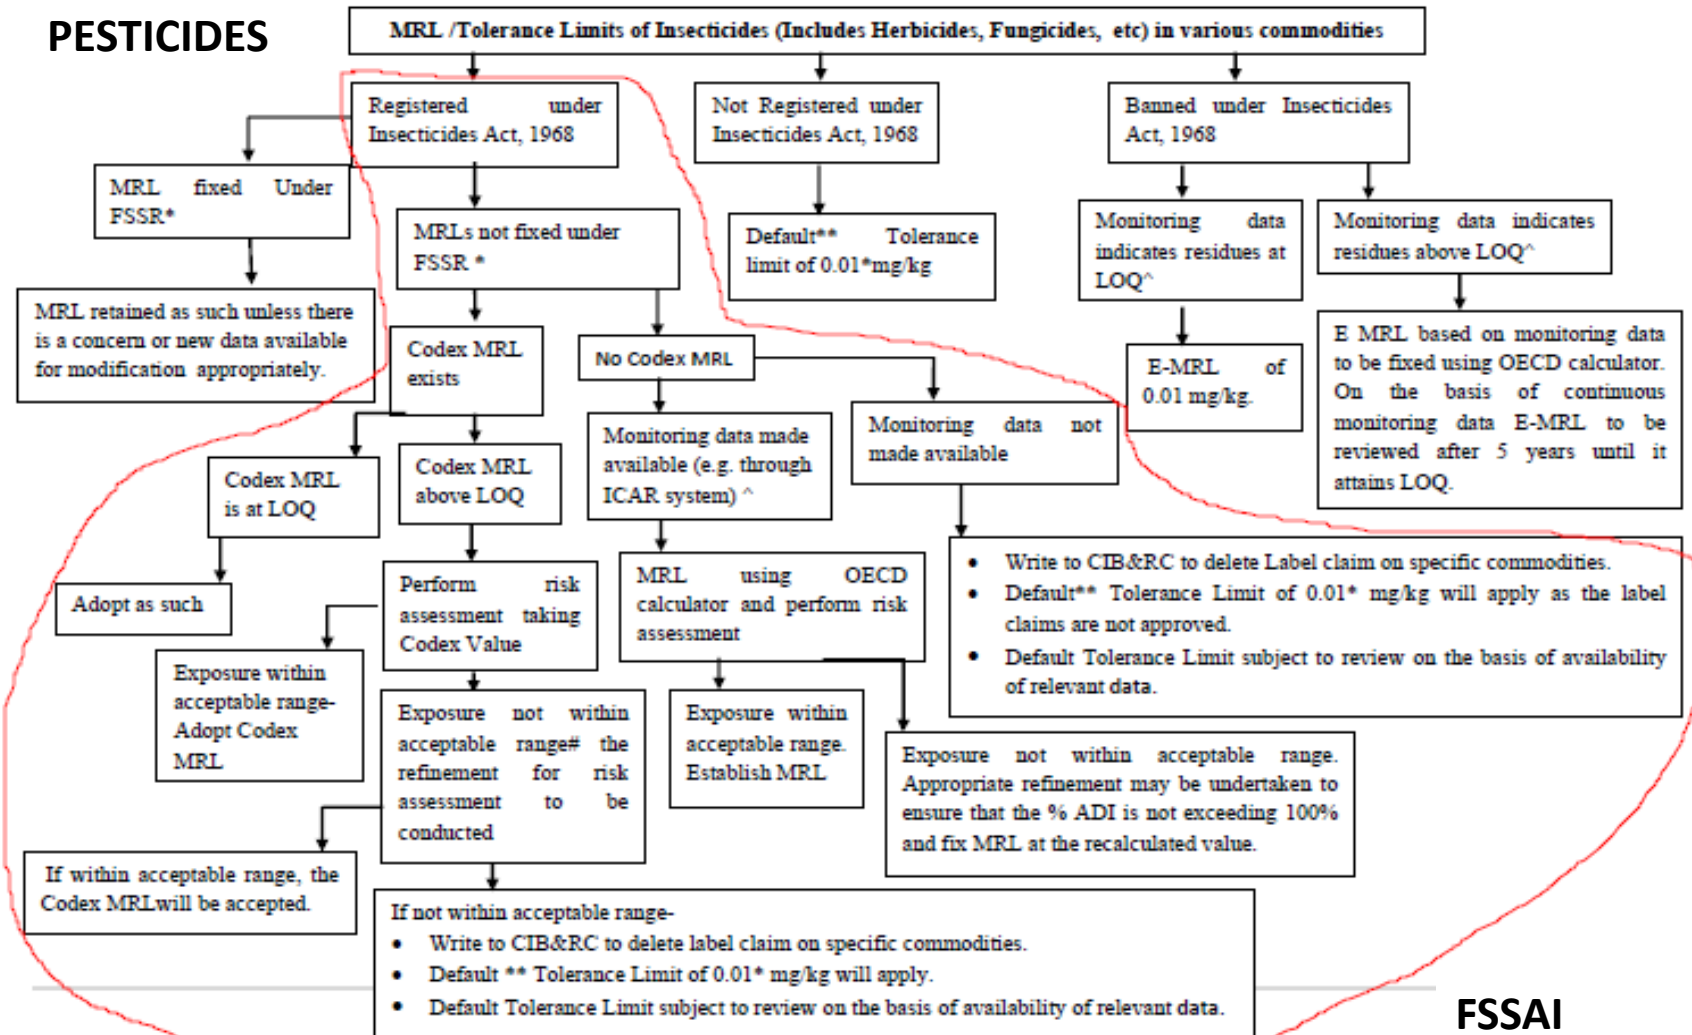 PESTICIDES
MRL /Tolerance Limits of Insecticides (Includes Herbicides, Fungicides, etc) in various commodities
Registered under
Insecticides Act, 1968
Not Registered under
Insecticides Act, 1968
Banned under Insecticides
Act, 1968
MRL fixed Under
FSSR*
MRLs not fixed under
FSSR *
Default** Tolerance
limit of 0.01*mg/kg
Monitoring data
indicates residues at
LOQ^
Monitoring data indicates
residues above LOQ^
MRL retained as such unless there
is a concern or new data available
for modification appropriately.
Codex MRL
exists
No Codex MRL
E-MRL of
0.01 mg/kg.
E MRL based on monitoring data
to be fixed using OECD calculator.
On the basis of continuous
monitoring data E-MRL to be
reviewed after 5 years until it
attains LOQ.
Codex MRL
is at LOQ
Codex MRL
above LOQ
Monitoring data made
available (e.g. through
ICAR system) ^
Monitoring data not
made available
Adopt as such
Perform risk
assessment taking
Codex Value
MRL using OECD
calculator and perform risk
assessment
• Write to CIB&RC to delete Label claim on specific commodities.
• Default** Tolerance Limit of 0.01* mg/kg will apply as the label
claims are not approved.
• Default Tolerance Limit subject to review on the basis of availability
of relevant data.
Exposure within
acceptable range-
Adopt Codex
MRL
Exposure not within
acceptable range# the
refinement for risk
assessment to be
conducted
Exposure within
acceptable range.
Establish MRL
Exposure not within acceptable range.
Appropriate refinement may be undertaken to
ensure that the % ADI is not exceeding 100%
and fix MRL at the recalculated value.
If within acceptable range, the
Codex MRLwill be accepted.
If not within acceptable range-
• Write to CIB&RC to delete label claim on specific commodities.
• Default ** Tolerance Limit of 0.01* mg/kg will apply.
• Default Tolerance Limit subject to review on the basis of availability of relevant data.
FSSAI